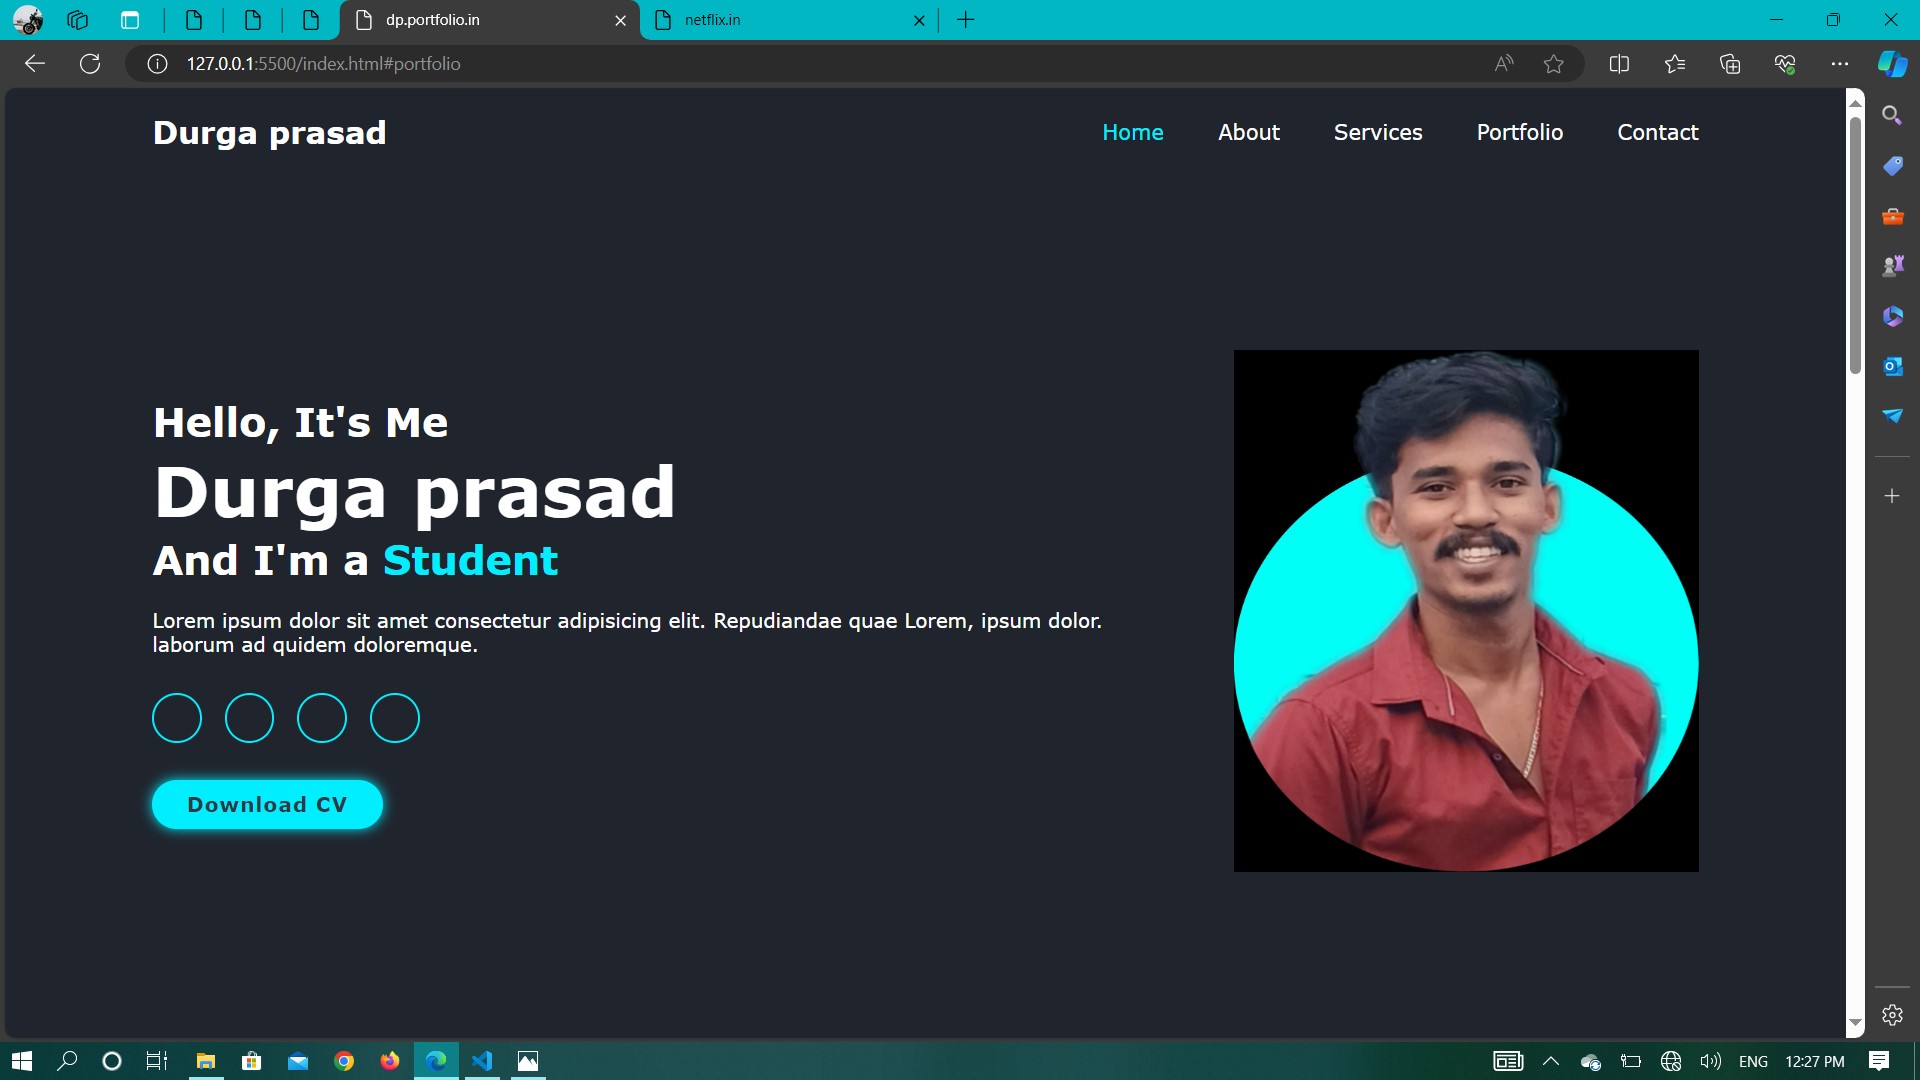 dp.portfolio.in
netflix.in
127.0.0.1:5500/index.html#portfolio
Durga prasad
Home About Services Portfolio Contact
Hello, It's Me
Durga prasad
And I'm a Student
Lorem ipsum dolor sit amet consectetur adipisicing elit. Repudiandae quae Lorem, ipsum dolor.
laborum ad quidem doloremque.
Download CV
ENG 12:27 PM